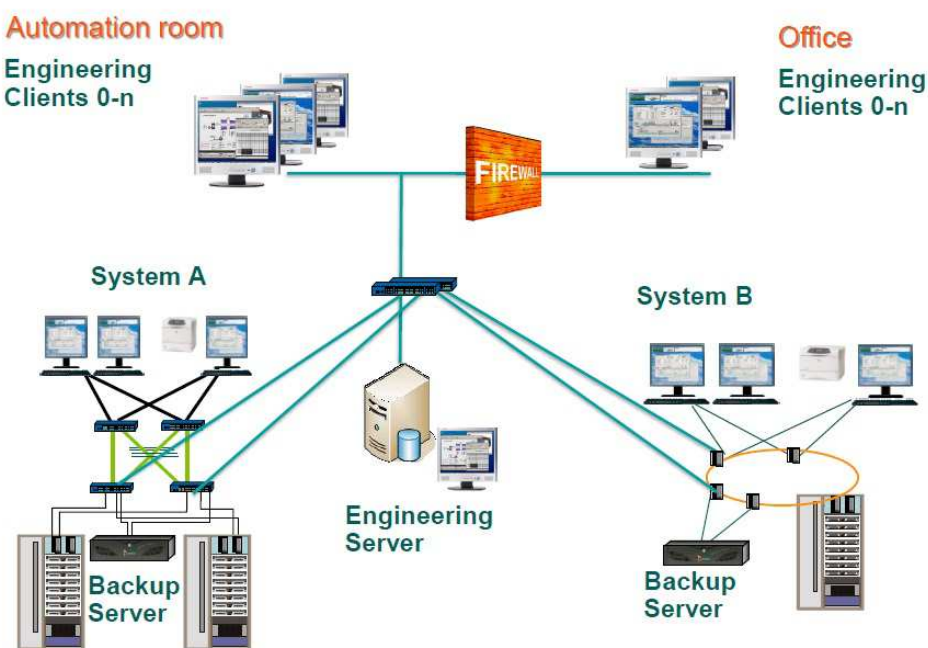 Automation room
Engineering
Clients 0-n
Office
Engineering
Clients 0-n
FIREWALL
System A
System B
Engineering
Server
Backup
Server
Backup
Server